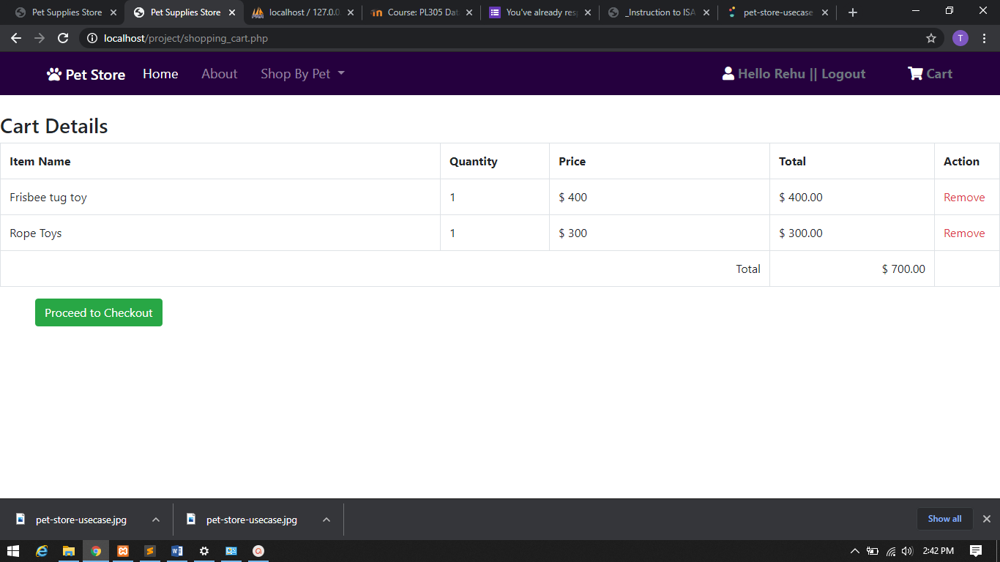 Pet Supplies Store Pet Supplies Store localhost / 127.0.0. Course: PL305 Dat You've already resp _Instruction to ISA pet-store-usecase
localhost/project/shopping_cart.php T
Pet Store Home About Shop By Pet Hello Rehu || Logout Cart
Cart Details
Item Name Quantity Price Total Action
Frisbee tug toy 1 $ 400 $ 400.00 Remove
Rope Toys 1 $ 300 $ 300.00 Remove
Total $ 700.00
Proceed to Checkout
pet-store-usecase.jpg pet-store-usecase.jpg Show all
2:42 PM